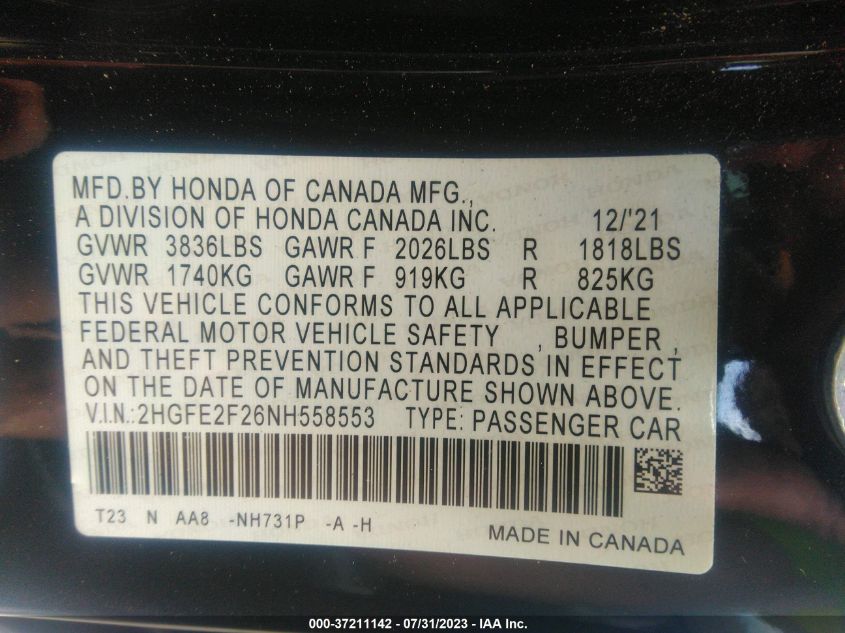 MFD.BY HONDA OF CANADA MFG.,
A DIVISION OF HONDA CANADA INC. 12/'21
GVWR 3836LBS GAWR F 2026LBS R 1818LBS
GVWR 1740KG GAWR F 919KG R 825KG
THIS VEHICLE CONFORMS TO ALL APPLICABLE
FEDERAL MOTOR VEHICLE SAFETY , BUMPER ,
AND THEFT PREVENTION STANDARDS IN EFFECT
ON THE DATE OF MANUFACTURE SHOWN ABOVE.
V.I.N.:2HGFE2F26NH558553 TYPE: PASSENGER CAR
T23 N AA8 -NH731P -A -H
MADE IN CANADA
000-37211142 - 07/31/2023 - IAA Inc.